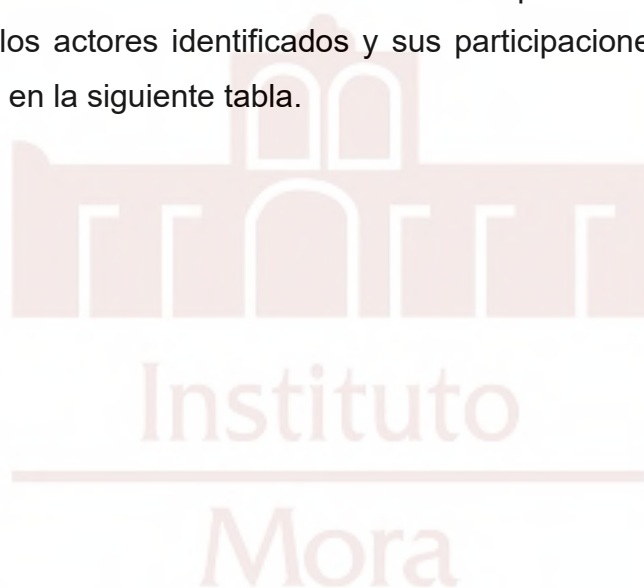 los actores identificados y sus participacione
en la siguiente tabla.
Instituto
Mora